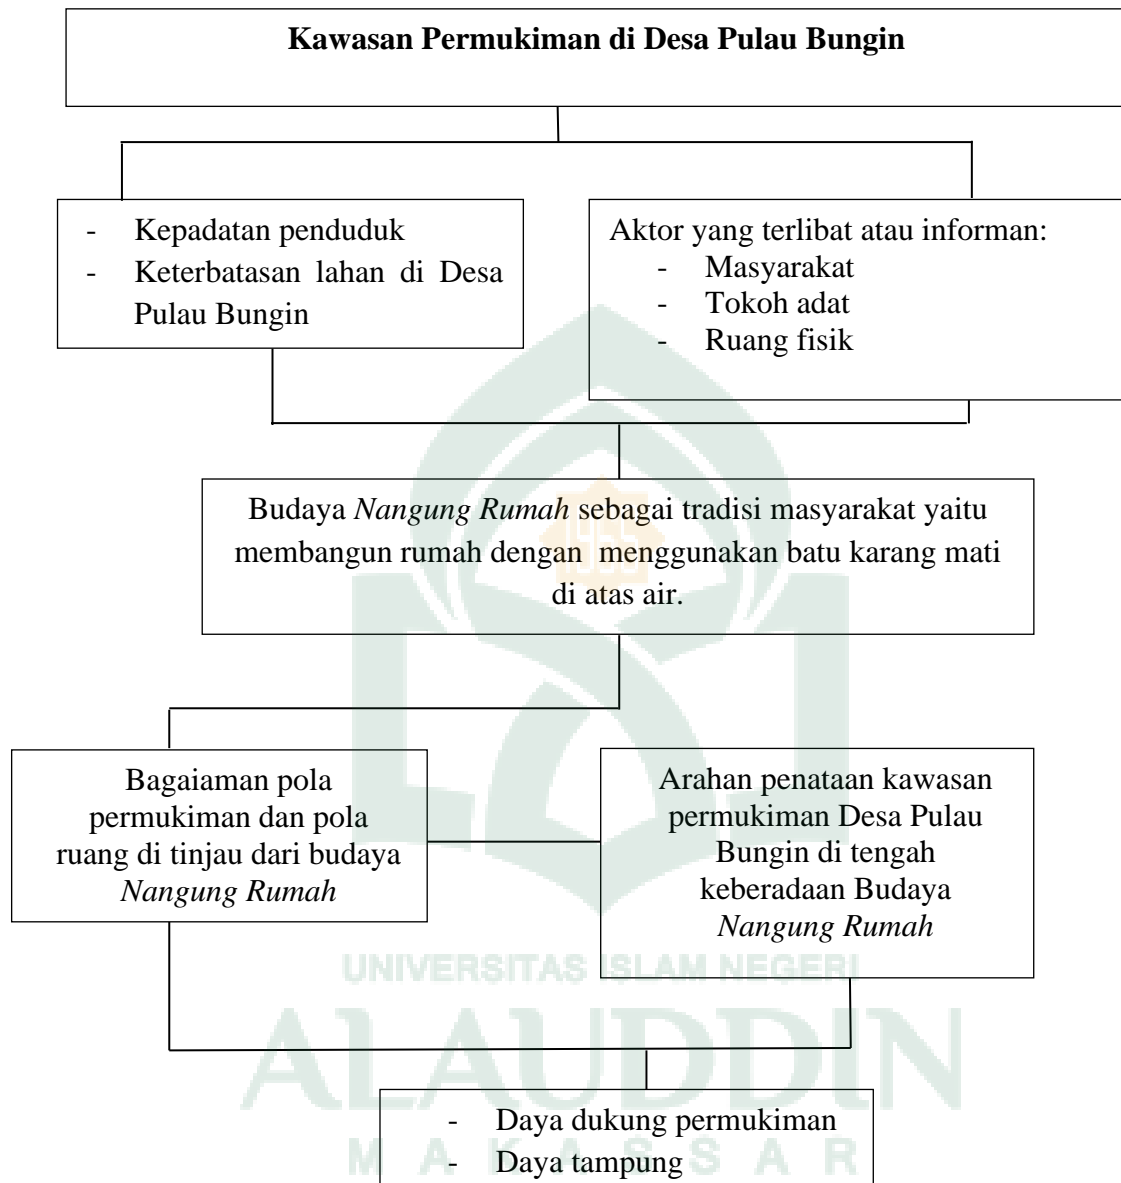 Kawasan Permukiman di Desa Pulau Bungin
- Kepadatan penduduk
- Keterbatasan lahan di Desa
Pulau Bungin
Aktor yang terlibat atau informan:
- Masyarakat
- Tokoh adat
- Ruang fisik
Budaya Nangung Rumah sebagai tradisi masyarakat yaitu
membangun rumah dengan menggunakan batu karang mati
di atas air.
1965
Bagaiaman pola
permukiman dan pola
ruang di tinjau dari budaya
Nangung Rumah
Arahan penataan kawasan
permukiman Desa Pulau
Bungin di tengah
keberadaan Budaya
Nangung Rumah
UNIVERSITAS ISLAM NEGERI
ALAUDDIN
MAKASSAR
- Daya dukung permukiman
- Daya tampung